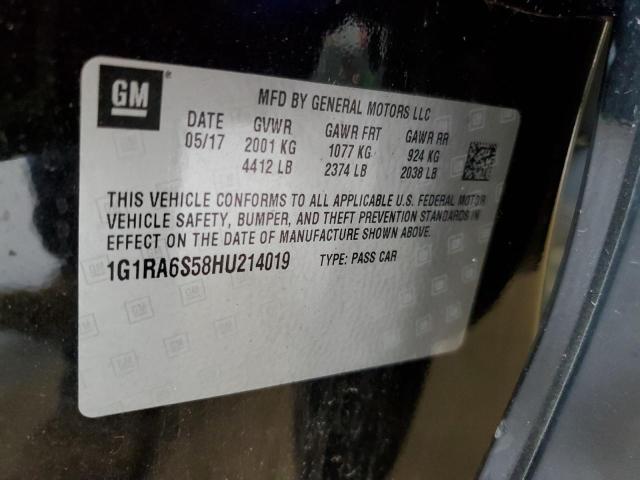 GM
MFD BY GENERAL MOTORS LLC
DATE GVWR GAWR FRT GAWR RR
05/17 2001 KG 1077 KG 924 KG
4412 LB 2374 LB 2038 LB
THIS VEHICLE CONFORMS TO ALL APPLICABLE U.S. FEDERAL MOTOR
VEHICLE SAFETY, BUMPER, AND THEFT PREVENTION STANDARDS IN
EFFECT ON THE DATE OF MANUFACTURE SHOWN ABOVE.
1G1RA6S58HU214019 TYPE: PASS CAR